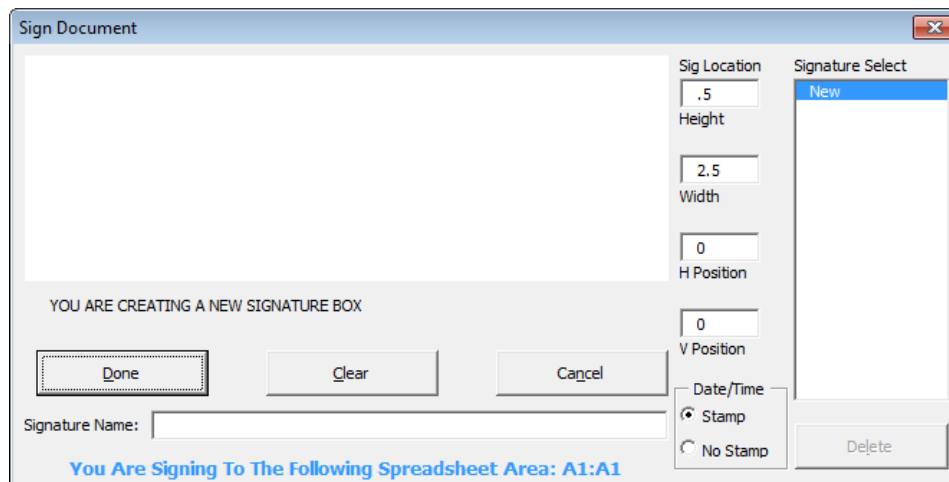 Sign Document
Sig Location
.5
Height
2.5
Width
0
H Position
0
V Position
Signature Select
New
YOU ARE CREATING A NEW SIGNATURE BOX
Done
Clear
Cancel
Date/Time
Stamp
No Stamp
Signature Name:
Delete
You Are Signing To The Following Spreadsheet Area: A1:A1